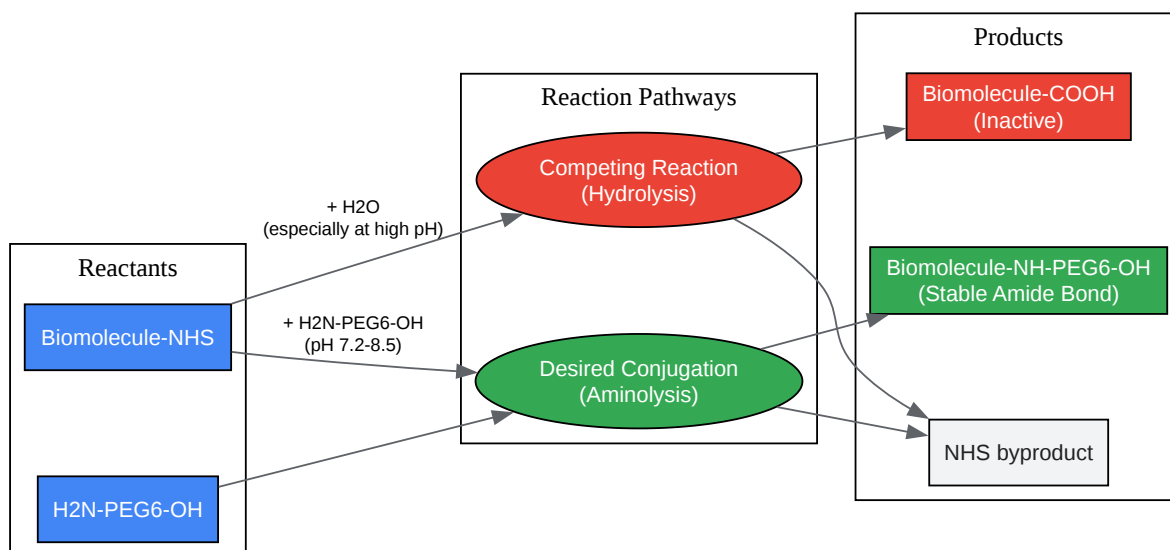 Reactants
Biomolecule-NHS
H2N-PEG6-OH
+ H2O
(especially at high pH)
+ H2N-PEG6-OH
(pH 7.2-8.5)
Reaction Pathways
Competing Reaction
(Hydrolysis)
Desired Conjugation
(Aminolysis)
Products
Biomolecule-COOH
(Inactive)
Biomolecule-NH-PEG6-OH
(Stable Amide Bond)
NHS byproduct